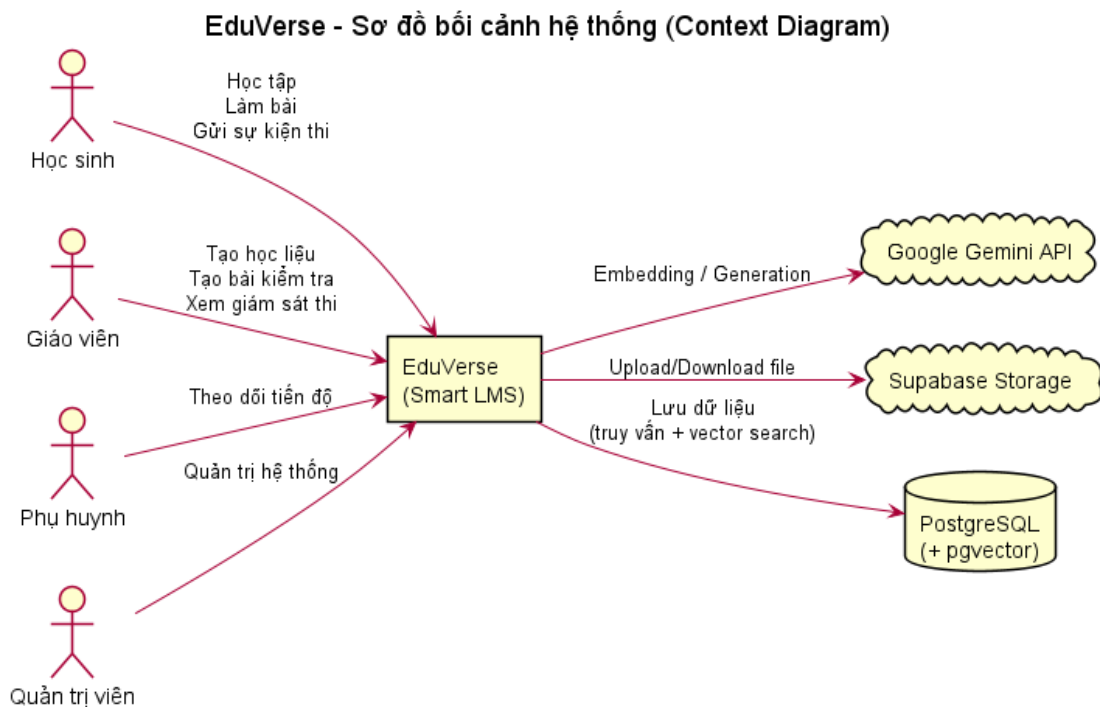 EduVerse - Sơ đồ bối cảnh hệ thống (Context Diagram)
Học tập
Làm bài
Gửi sự kiện thi
Học sinh
Tạo học liệu
Tạo bài kiểm tra
Xem giám sát thi
Giáo viên
Theo dõi tiến độ
Phụ huynh
Quản trị hệ thống
Quản trị viên
EduVerse
(Smart LMS)
Embedding / Generation
Google Gemini API
Upload/Download file
Supabase Storage
Lưu dữ liệu
(truy vấn + vector search)
PostgreSQL
(+ pgvector)